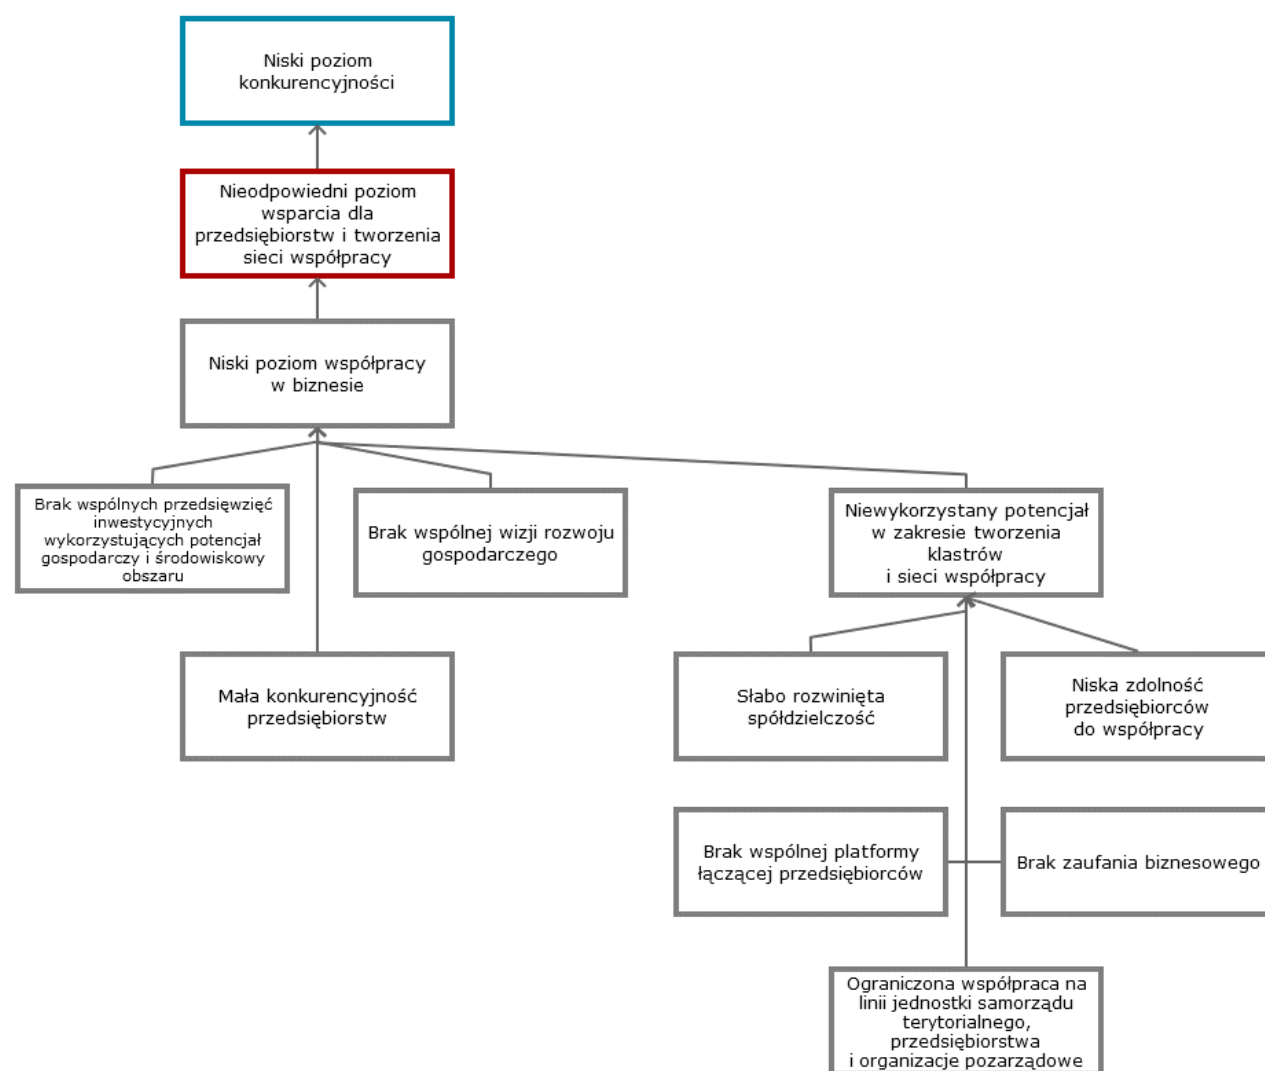 Niski poziom
konkurencyjności
Nieodpowiedni poziom
wsparcia dla
przedsiębiorstw i tworzenia
sieci współpracy
Niski poziom współpracy
w biznesie
Brak wspólnych przedsięwzięć
inwestycyjnych
wykorzystujących potencjał
gospodarczy i środowiskowy
obszaru
Brak wspólnej wizji rozwoju
gospodarczego
Niewykorzystany potencjał
w zakresie tworzenia
klastrów
i sieci współpracy
Mała konkurencyjność
przedsiębiorstw
Słabo rozwinięta
spółdzielczość
Niska zdolność
przedsiębiorców
do współpracy
Brak wspólnej platformy
łączącej przedsiębiorców
Brak zaufania biznesowego
Ograniczona współpraca na
linii jednostki samorządu
terytorialnego,
przedsiębiorstwa
i organizacje pozarządowe